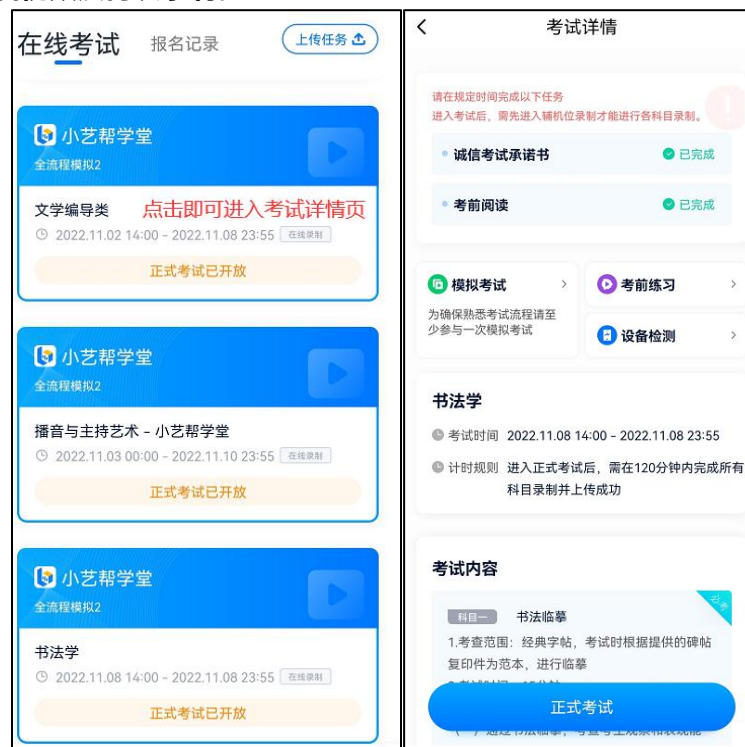 在线考试
报名记录
上传任务
小艺帮学堂
全流程模拟2
文学编导类
点击即可进入考试详情页
2022.11.02 14:00 - 2022.11.08 23:55 在线录制
正式考试已开放
小艺帮学堂
全流程模拟2
播音与主持艺术 - 小艺帮学堂
2022.11.03 00:00 - 2022.11.10 23:55 在线录制
正式考试已开放
小艺帮学堂
全流程模拟2
书法学
2022.11.08 14:00 - 2022.11.08 23:55 在线录制
正式考试已开放
考试详情
请在规定时间完成以下任务
进入考试后，需先进入辅机位录制才能进行各科目录制。
诚信考试承诺书 已完成
考前阅读 已完成
模拟考试
为确保熟悉考试流程请至
少参与一次模拟考试
考前练习
设备检测
书法学
考试时间 2022.11.08 14:00 - 2022.11.08 23:55
计时规则 进入正式考试后，需在120分钟内完成所有
科目录制并上传成功
考试内容
必考
科目一 书法临摹
1.考查范围：经典字帖，考试时根据提供的碑帖
复印件为范本，进行临摹
正式考试